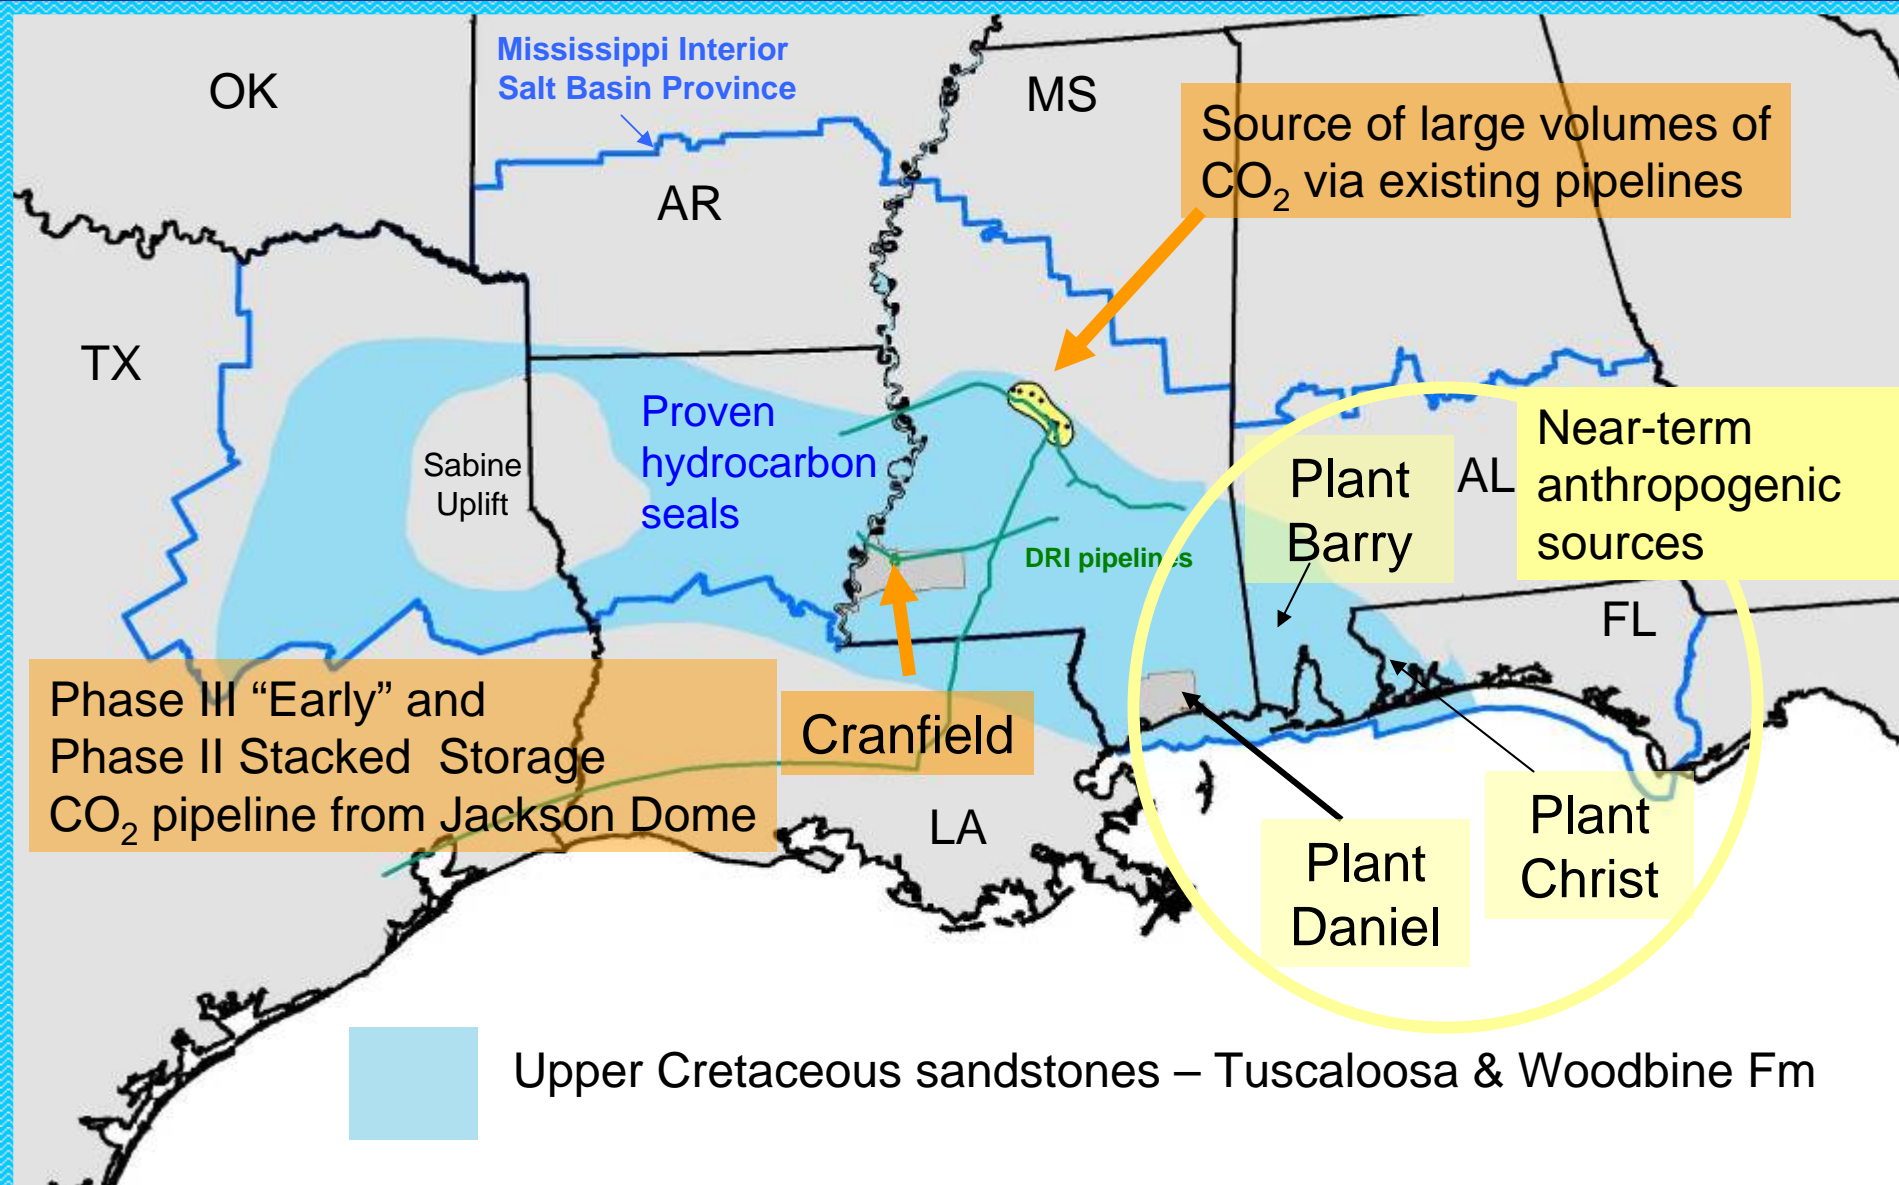 Mississippi Interior
Salt Basin Province
OK
MS
AR
TX
Source of large volumes of
CO₂ via existing pipelines
Proven
hydrocarbon
seals
Sabine
Uplift
DRI pipelines
Plant
Barry
AL
Near-term
anthropogenic
sources
FL
Phase III “Early” and
Phase II Stacked Storage
CO₂ pipeline from Jackson Dome
Cranfield
LA
Plant
Daniel
Plant
Christ
Upper Cretaceous sandstones – Tuscaloosa & Woodbine Fm